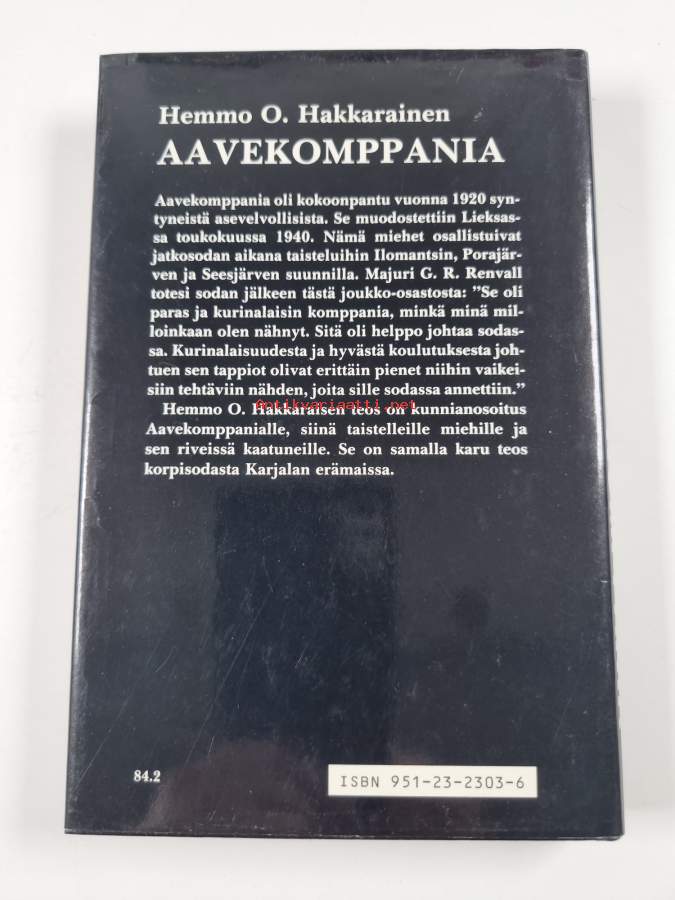 Hemmo O. Hakkarainen
AAVEKOMPPANIA
Aavekomppania oli kokoonpantu vuonna 1920 syn-
tyneistä asevelvollisista. Se muodostettiin Lieksas-
sa toukokuussa 1940. Nämä miehet osallistuivat
jatkosodan aikana taisteluihin Ilomantsin, Porajär-
ven ja Seesjärven suunnilla. Majuri G. R. Renvall
totesi sodan jälkeen tästä joukko-osastosta: ”Se oli
paras ja kurinalaisin komppania, minkä minä mil-
loinkaan olen nähnyt. Sitä oli helppo johtaa sodas-
sa. Kurinalaisuudesta ja hyvästä koulutuksesta joh-
tuen sen tappiot olivat erittäin pienet niihin vaikei-
siin tehtäviin nähden, joita sille sodassa annettiin.”
Antikvariaatti.net
Hemmo O. Hakkaraisen teos on kunnianosoitus
Aavekomppanialle, siinä taistelleille miehille ja
sen riveissä kaatuneille. Se on samalla karu teos
korpisodasta Karjalan erämaissa.
84.2
ISBN 951-23-2303-6